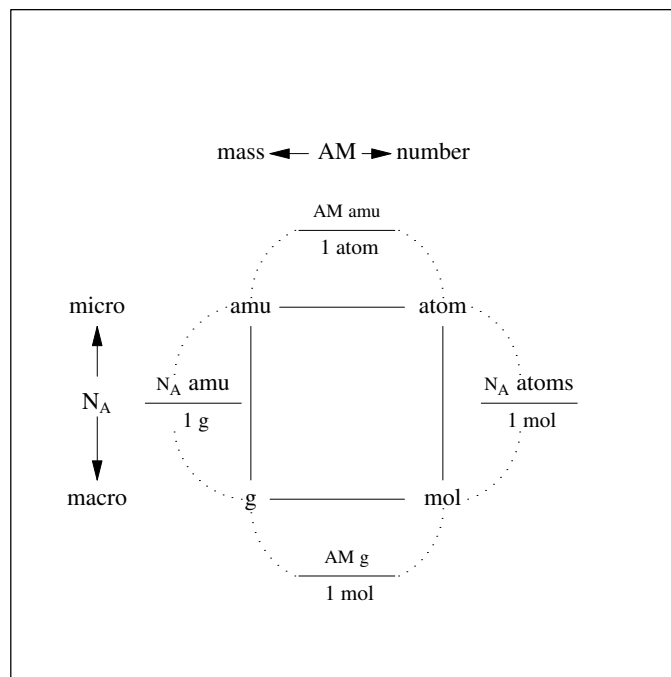 mass AM number
AM amu
1 atom
micro amu atom
N_A amu N_A atoms
N_A
1 g 1 mol
macro g mol
AM g
1 mol